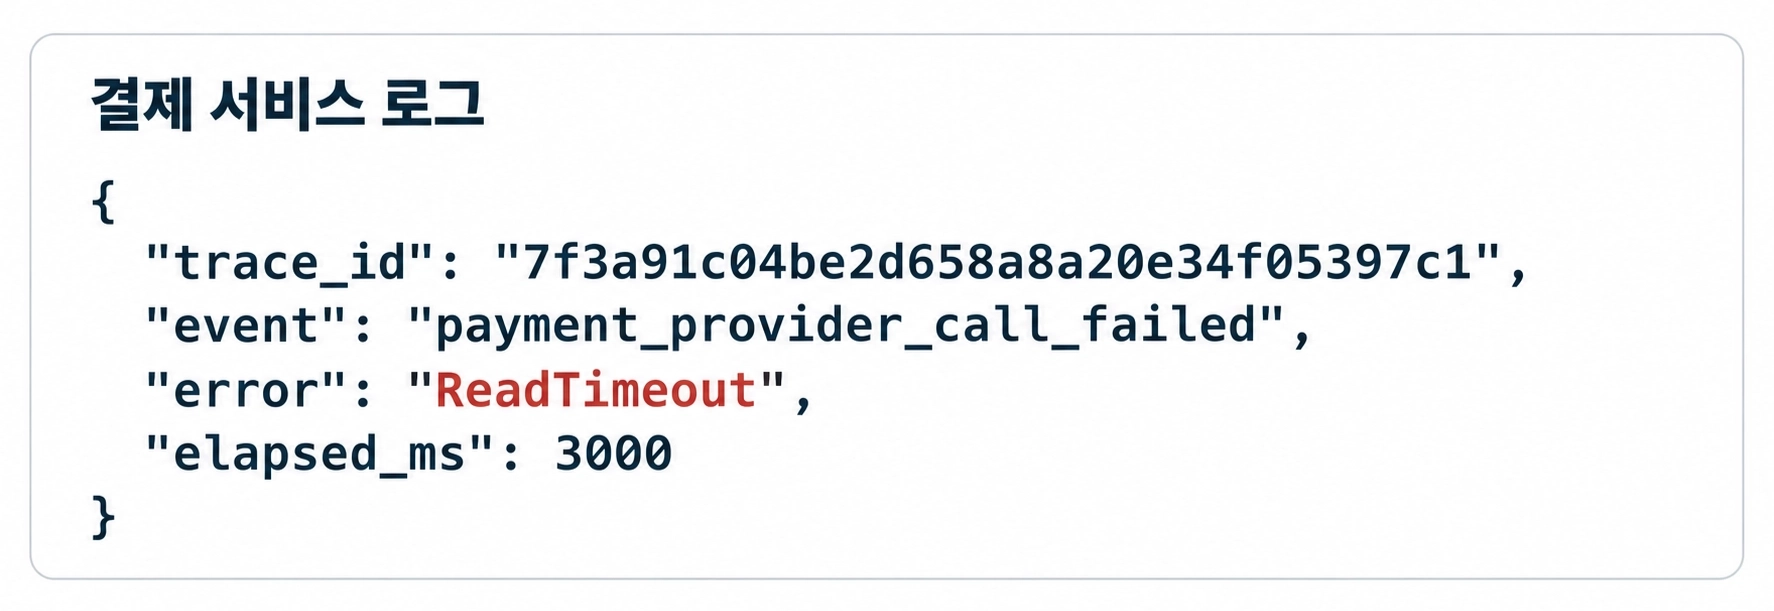 결제 서비스 로그
{
  "trace_id": "7f3a91c04be2d658a8a20e34f05397c1",
  "event": "payment_provider_call_failed",
  "error": "ReadTimeout",
  "elapsed_ms": 3000
}